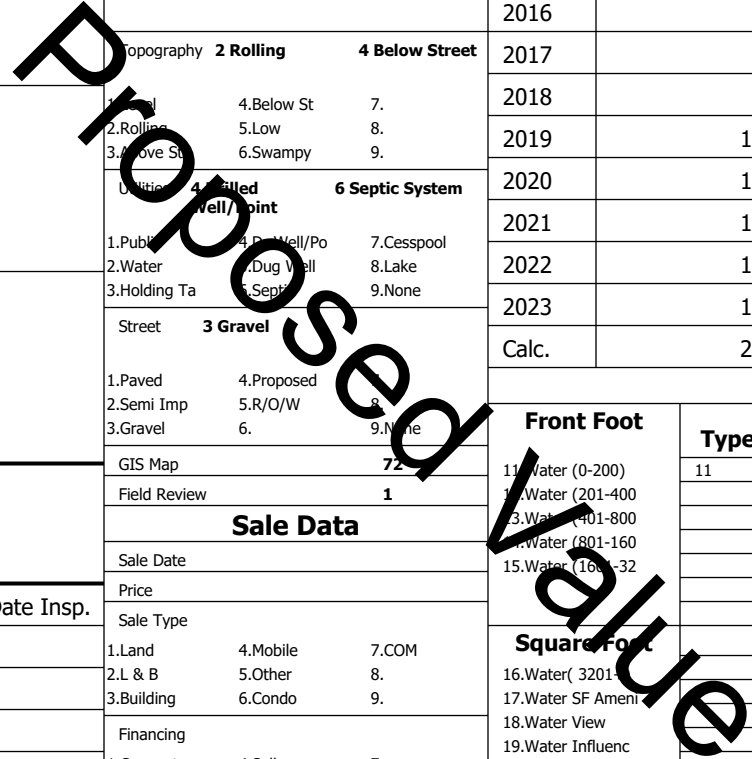 Topography 2 Rolling 4 Below Street
4.Below St 7.
2.Rolling 5.Low 8.
3.Above St 6.Swampy 9.
Utilities 4 Drilled 6 Septic System
Well/Point
1.Public 4.Dr Well/Po 7.Cesspool
2.Water 5.Dug Well 8.Lake
3.Holding Ta 6.Septic 9.None
Street 3 Gravel
1.Paved 4.Proposed
2.Semi Imp 5.R/O/W 8.
3.Gravel 6. 9.None
GIS Map 72
Field Review 1
Sale Data
Sale Date
Price
Sale Type
1.Land 4.Mobile 7.COM
2.L & B 5.Other 8.
3.Building 6.Condo 9.
Financing
Date Insp.
2016
2017
2018
2019 1
2020 1
2021 1
2022 1
2023 1
Calc. 2
Front Foot
Type
11.Water (0-200) 11
12.Water (201-400
13.Water (401-800
14.Water (801-160
15.Water (1601-32
Square Foot
16.Water( 3201-
17.Water SF Ameni
18.Water View
19.Water Influenc
Proposed Value